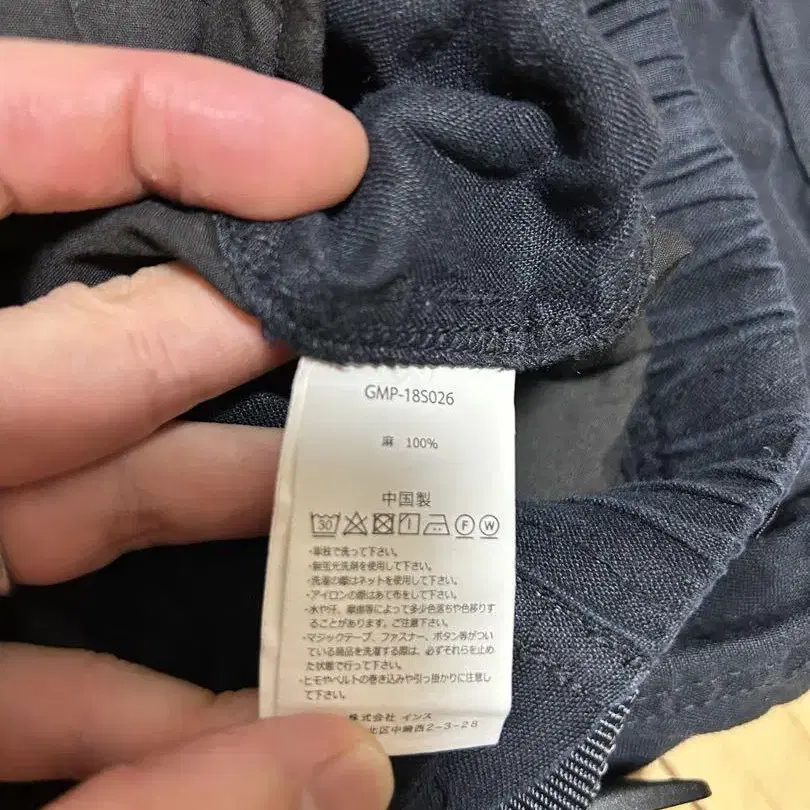 GMP-18S026
麻 100%
中国製
30 F W
・単独で洗って下さい。
・無蛍光洗剤を使用して下さい。
・洗濯の際はネットを使用して下さい。
・アイロンの際はあて布をして下さい。
・水や汗、摩擦等によって多少色落ちや色移りす
ることがあります。ご注意下さい。
・マジックテープ、ファスナー、ボタン等がつい
ている商品を洗濯する際は、必ずそれらを止め
た状態で行って下さい。
・ヒモやベルトの巻き込みや引っ掛かりに注意し
て下さい。
株式会社 インス
北区中崎西2-3-28